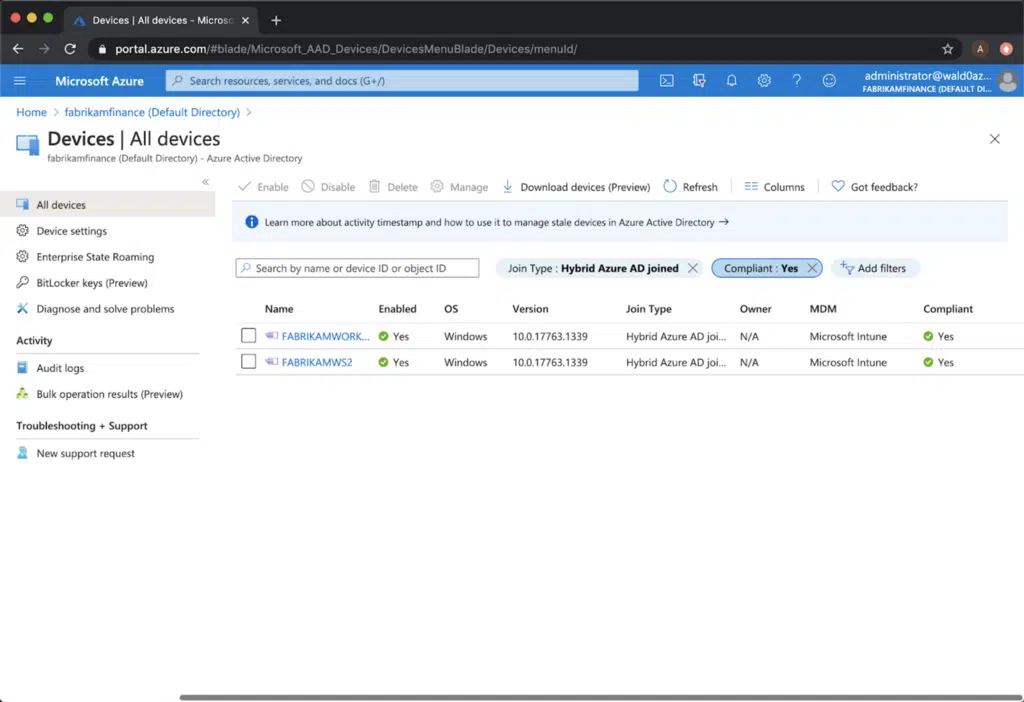 Devices | All devices - Microso
portal.azure.com/#blade/Microsoft_AAD_Devices/DevicesMenuBlade/Devices/menuId/
A
Microsoft Azure
Search resources, services, and docs (G+/)
administrator@wald0az...
FABRIKAMFINANCE (DEFAULT DI...
Home > fabrikamfinance (Default Directory) >
Devices | All devices
fabrikamfinance (Default Directory) - Azure Active Directory
All devices
Device settings
Enterprise State Roaming
BitLocker keys (Preview)
Diagnose and solve problems
Activity
Audit logs
Bulk operation results (Preview)
Troubleshooting + Support
New support request
Enable Disable Delete Manage Download devices (Preview) Refresh Columns Got feedback?
Learn more about activity timestamp and how to use it to manage stale devices in Azure Active Directory →
Search by name or device ID or object ID
Join Type : Hybrid Azure AD joined
Compliant : Yes
Add filters
Name Enabled OS Version Join Type Owner MDM Compliant
FABRIKAMWORK... Yes Windows 10.0.17763.1339 Hybrid Azure AD joi... N/A Microsoft Intune Yes
FABRIKAMWS2 Yes Windows 10.0.17763.1339 Hybrid Azure AD joi... N/A Microsoft Intune Yes